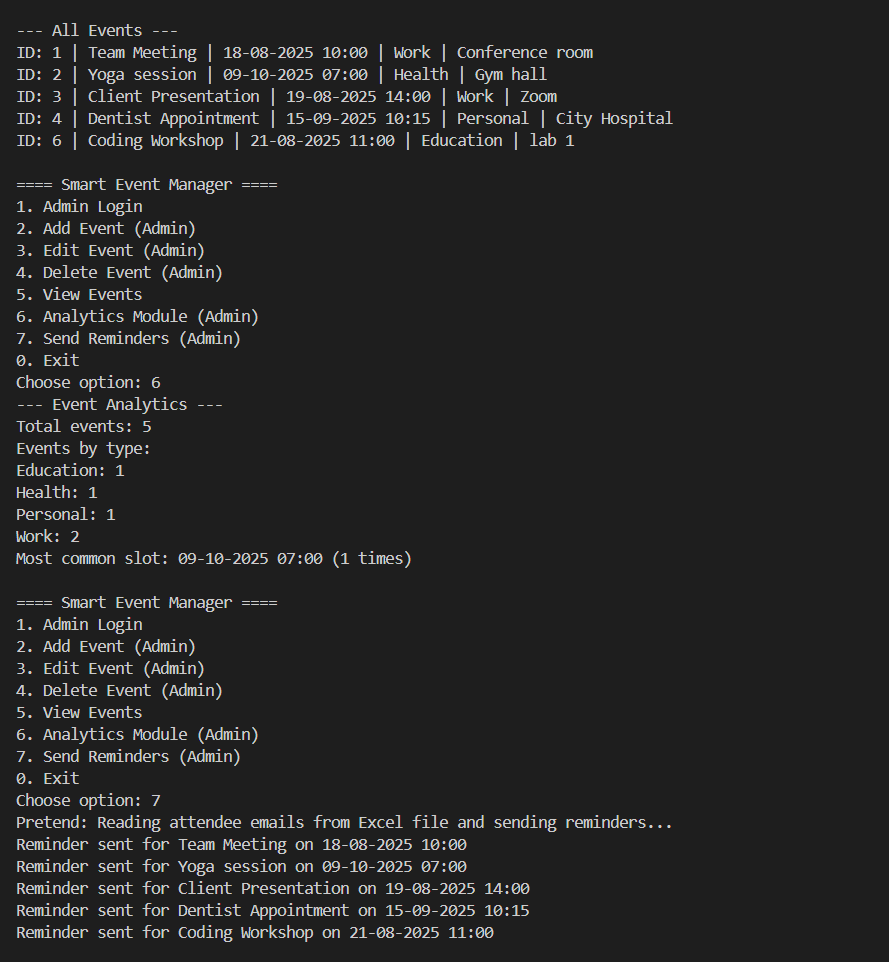 --- All Events ---
ID: 1 | Team Meeting | 18-08-2025 10:00 | Work | Conference room
ID: 2 | Yoga session | 09-10-2025 07:00 | Health | Gym hall
ID: 3 | Client Presentation | 19-08-2025 14:00 | Work | Zoom
ID: 4 | Dentist Appointment | 15-09-2025 10:15 | Personal | City Hospital
ID: 6 | Coding Workshop | 21-08-2025 11:00 | Education | lab 1
==== Smart Event Manager ====
1. Admin Login
2. Add Event (Admin)
3. Edit Event (Admin)
4. Delete Event (Admin)
5. View Events
6. Analytics Module (Admin)
7. Send Reminders (Admin)
0. Exit
Choose option: 6
--- Event Analytics ---
Total events: 5
Events by type:
Education: 1
Health: 1
Personal: 1
Work: 2
Most common slot: 09-10-2025 07:00 (1 times)
==== Smart Event Manager ====
1. Admin Login
2. Add Event (Admin)
3. Edit Event (Admin)
4. Delete Event (Admin)
5. View Events
6. Analytics Module (Admin)
7. Send Reminders (Admin)
0. Exit
Choose option: 7
Pretend: Reading attendee emails from Excel file and sending reminders...
Reminder sent for Team Meeting on 18-08-2025 10:00
Reminder sent for Yoga session on 09-10-2025 07:00
Reminder sent for Client Presentation on 19-08-2025 14:00
Reminder sent for Dentist Appointment on 15-09-2025 10:15
Reminder sent for Coding Workshop on 21-08-2025 11:00